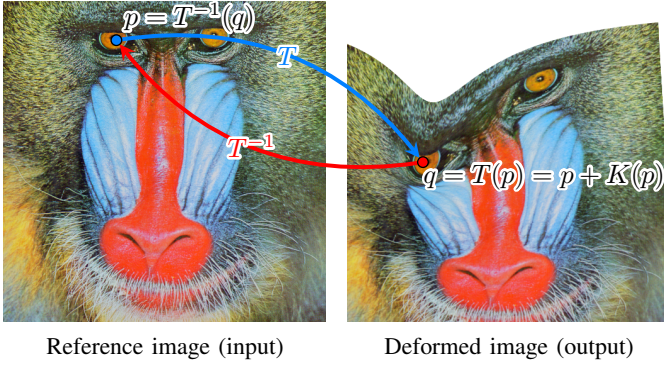 p = T⁻¹(q)
T
T⁻¹
q = T(p) = p + K(p)
Reference image (input)
Deformed image (output)